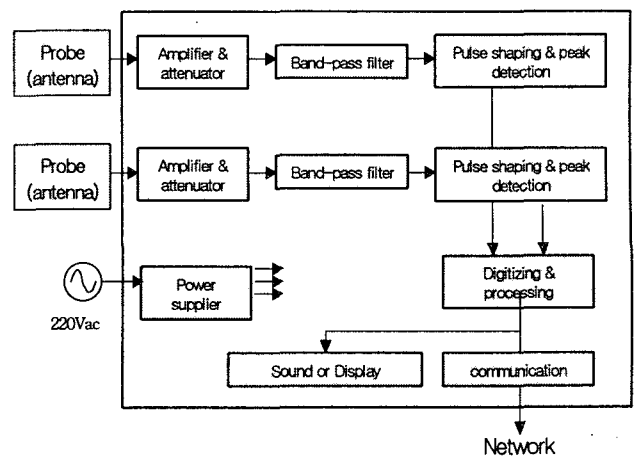 Probe
(antenna)
Amplifier &
attenuator
Band-pass filter
Pulse shaping & peak
detection
Probe
(antenna)
Amplifier &
attenuator
Band-pass filter
Pulse shaping & peak
detection
Digitizing &
processing
Power
supplier
220Vac
Sound or Display
communication
Network